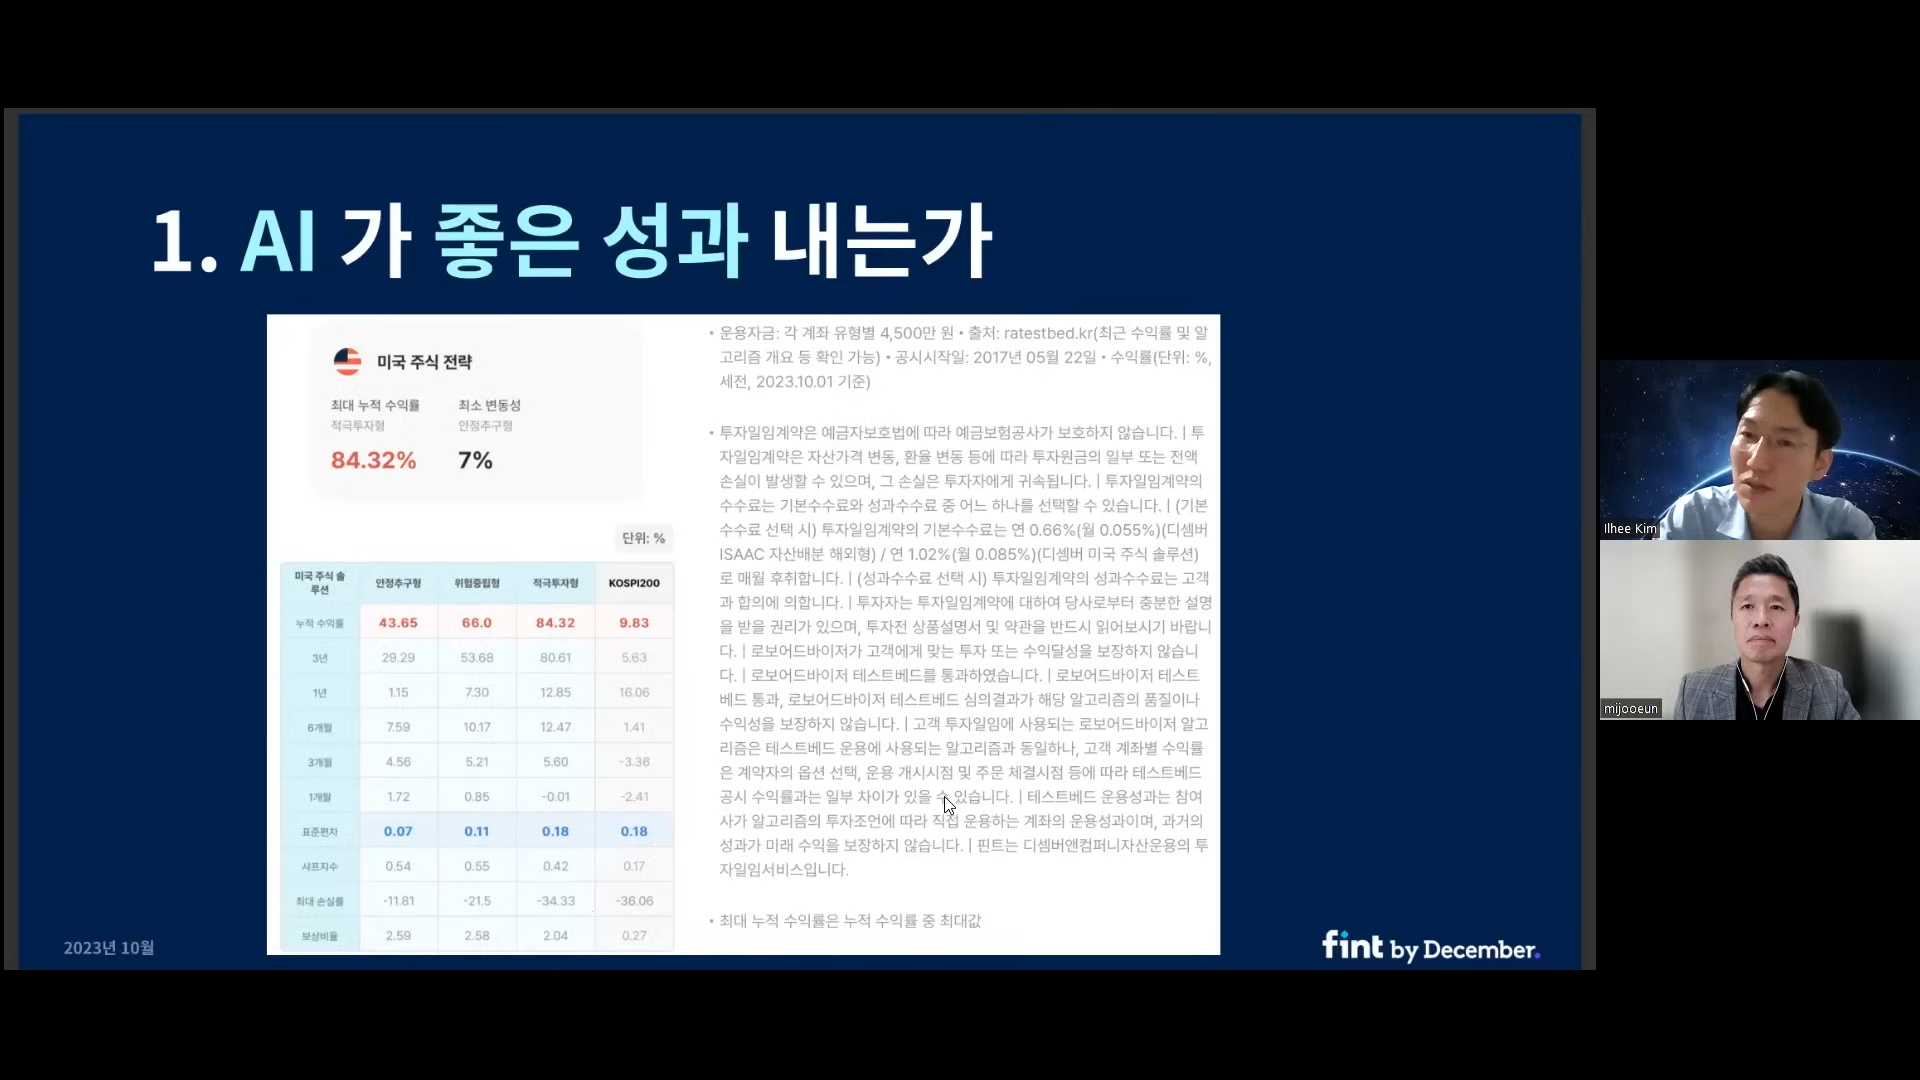 1. AI 가 좋은 성과 내는가
미국 주식 전략
최대 누적 수익률 최소 변동성
적극투자형 안정추구형
84.32% 7%
단위: %
미국 주식 솔루션 안정추구형 위험중립형 적극투자형 KOSPI200
누적 수익률 43.65 66.0 84.32 9.83
3년 29.29 53.68 80.61 5.63
1년 1.15 7.30 12.85 16.06
6개월 7.59 10.17 12.47 1.41
3개월 4.56 5.21 5.60 -3.36
1개월 1.72 0.85 -0.01 -2.41
표준편차 0.07 0.11 0.18 0.18
샤프지수 0.54 0.55 0.42 0.17
최대 손실률 -11.81 -21.5 -34.33 -36.06
보상비율 2.59 2.58 2.04 0.27
• 운용자금: 각 계좌 유형별 4,500만 원 • 출처: ratestbed.kr(최근 수익률 및 알
고리즘 개요 등 확인 가능) • 공시시작일: 2017년 05월 22일 • 수익률(단위: %,
세전, 2023.10.01 기준)
• 투자일임계약은 예금자보호법에 따라 예금보험공사가 보호하지 않습니다. | 투
자일임계약은 자산가격 변동, 환율 변동 등에 따라 투자원금의 일부 또는 전액
손실이 발생할 수 있으며, 그 손실은 투자자에게 귀속됩니다. | 투자일임계약의
수수료는 기본수수료와 성과수수료 중 어느 하나를 선택할 수 있습니다. | (기본
수수료 선택 시) 투자일임계약의 기본수수료는 연 0.66%(월 0.055%)(디셈버
ISAAC 자산배분 해외형) / 연 1.02%(월 0.085%)(디셈버 미국 주식 솔루션)
로 매월 후취합니다. | (성과수수료 선택 시) 투자일임계약의 성과수수료는 고객
과 합의에 의합니다. | 투자자는 투자일임계약에 대하여 당사로부터 충분한 설명
을 받을 권리가 있으며, 투자전 상품설명서 및 약관을 반드시 읽어보시기 바랍니
다. | 로보어드바이저가 고객에게 맞는 투자 또는 수익달성을 보장하지 않습니
다. | 로보어드바이저 테스트베드를 통과하였습니다. | 로보어드바이저 테스트
베드 통과, 로보어드바이저 테스트베드 심의결과가 해당 알고리즘의 품질이나
수익성을 보장하지 않습니다. | 고객 투자일임에 사용되는 로보어드바이저 알고
리즘은 테스트베드 운용에 사용되는 알고리즘과 동일하나, 고객 계좌별 수익률
은 계약자의 옵션 선택, 운용 개시시점 및 주문 체결시점 등에 따라 테스트베드
공시 수익률과는 일부 차이가 있을 수 있습니다. | 테스트베드 운용성과는 참여
사가 알고리즘의 투자조언에 따라 직접 운용하는 계좌의 운용성과이며, 과거의
성과가 미래 수익을 보장하지 않습니다. | 핀트는 디셈버앤컴퍼니자산운용의 투
자일임서비스입니다.
• 최대 누적 수익률은 누적 수익률 중 최대값
2023년 10월
fint by December.
Ilhee Kim
mijooeun